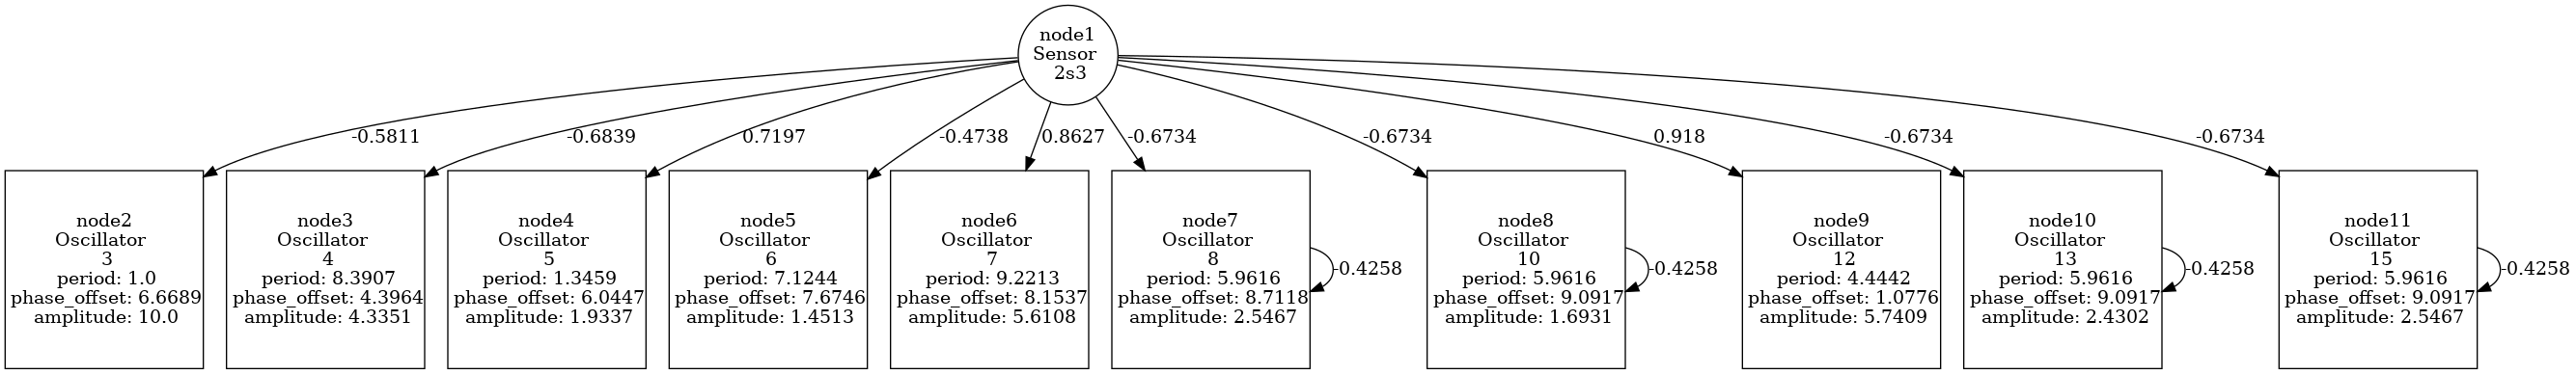 node1
Sensor
2s3
-0.5811
-0.6839
0.7197
-0.4738
0.8627
-0.6734
-0.6734
0.918
-0.6734
-0.6734
node2
Oscillator
3
period: 1.0
phase_offset: 6.6689
amplitude: 10.0
node3
Oscillator
4
period: 8.3907
phase_offset: 4.3964
amplitude: 4.3351
node4
Oscillator
5
period: 1.3459
phase_offset: 6.0447
amplitude: 1.9337
node5
Oscillator
6
period: 7.1244
phase_offset: 7.6746
amplitude: 1.4513
node6
Oscillator
7
period: 9.2213
phase_offset: 8.1537
amplitude: 5.6108
node7
Oscillator
8
period: 5.9616
phase_offset: 8.7118
amplitude: 2.5467
-0.4258
node8
Oscillator
10
period: 5.9616
phase_offset: 9.0917
amplitude: 1.6931
-0.4258
node9
Oscillator
12
period: 4.4442
phase_offset: 1.0776
amplitude: 5.7409
node10
Oscillator
13
period: 5.9616
phase_offset: 9.0917
amplitude: 2.4302
-0.4258
node11
Oscillator
15
period: 5.9616
phase_offset: 9.0917
amplitude: 2.5467
-0.4258